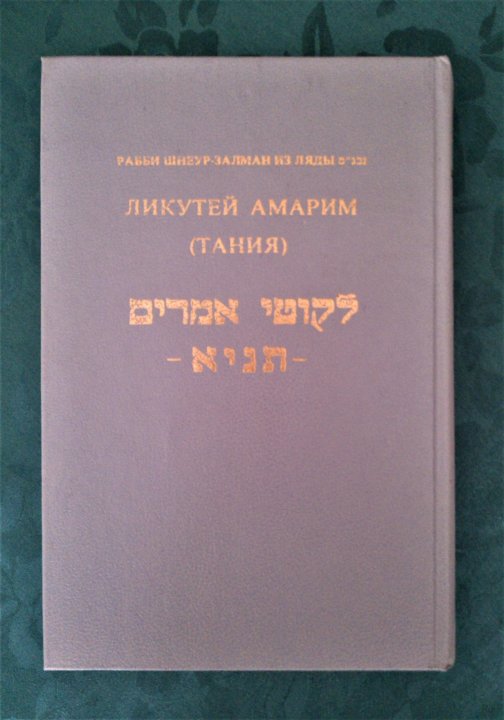 РАББИ ШНЕУР-ЗАЛМАН ИЗ ЛЯДЫ
ЛИКУТЕЙ АМАРИМ
(ТАНИЯ)
לקוטי אמרים
-תניא-